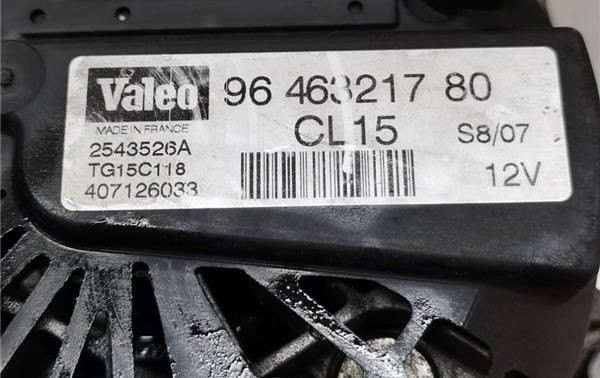 Valeo 96 463217 80
MADE IN FRANCE CL15 S8/07
2543526A
TG15C118 12V
407126033